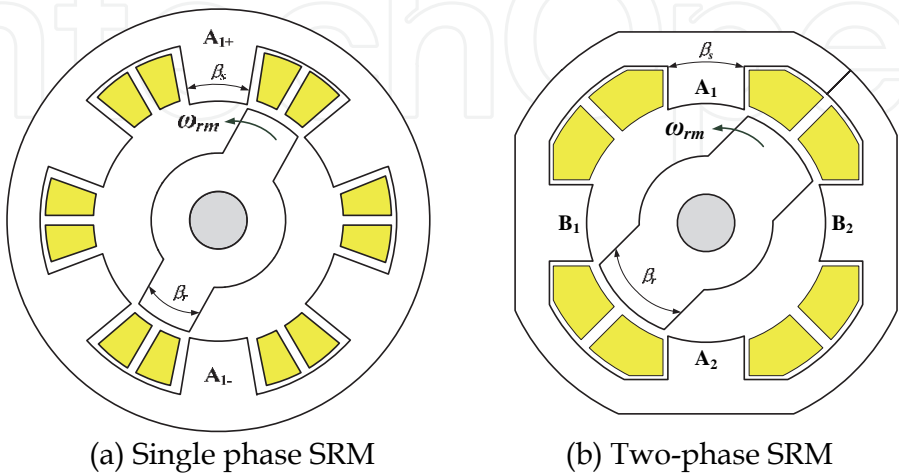 A1+
βs
ωrm
βr
A1-
βs
A1
ωrm
B1
B2
βr
A2
(a) Single phase SRM
(b) Two-phase SRM